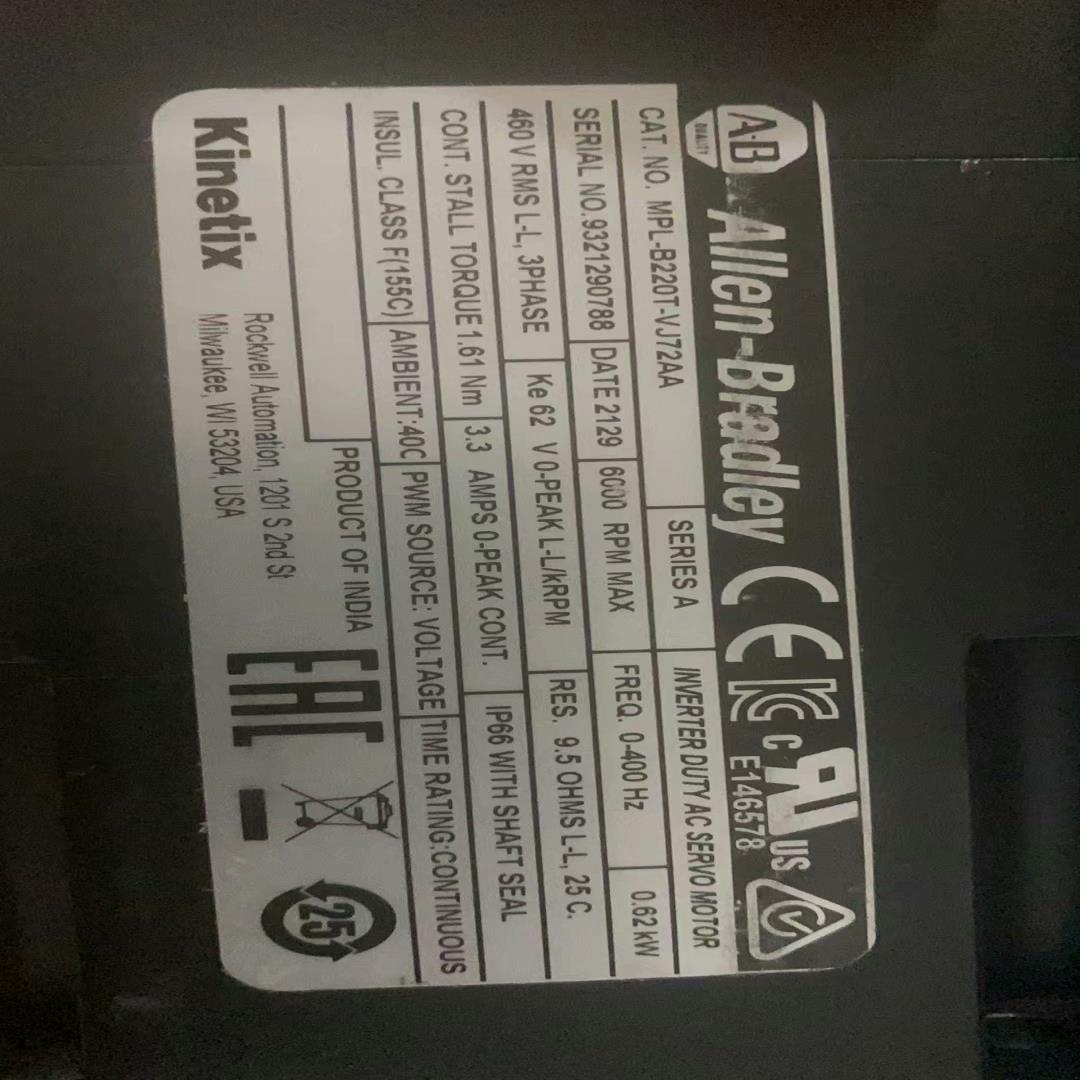 A-B QUALITY Allen-Bradley CE KC c UL US E146578
CAT. NO. MPL-B220T-VJ72AA SERIES A INVERTER DUTY AC SERVO MOTOR
SERIAL NO.9321290788 DATE 2129 6000 RPM MAX FREQ. 0-400 Hz 0.62 kW
460 V RMS L-L, 3PHASE Ke 62 V 0-PEAK L-L/kRPM RES. 9.5 OHMS L-L, 25 C.
CONT. STALL TORQUE 1.61 Nm 3.3 AMPS 0-PEAK CONT. IP66 WITH SHAFT SEAL
INSUL. CLASS F(155C) AMBIENT:40C PWM SOURCE: VOLTAGE TIME RATING:CONTINUOUS
PRODUCT OF INDIA
Kinetix
Rockwell Automation, 1201 S 2nd St
Milwaukee, WI 53204, USA
EAC
25